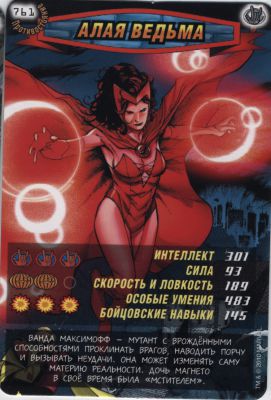 761
АЛАЯ ВЕДЬМА
ИНТЕЛЛЕКТ 301
СИЛА 93
СКОРОСТЬ И ЛОВКОСТЬ 189
ОСОБЫЕ УМЕНИЯ 483
БОЙЦОВСКИЕ НАВЫКИ 145
ВАНДА МАКСИМОФФ – МУТАНТ С ВРОЖДЁННЫМИ
СПОСОБНОСТЯМИ ПРОКЛИНАТЬ ВРАГОВ, НАВОДИТЬ ПОРЧУ
И ВЫЗЫВАТЬ НЕУДАЧИ. ОНА МОЖЕТ ИЗМЕНЯТЬ САМУ
МАТЕРИЮ РЕАЛЬНОСТИ. ДОЧЬ МАГНЕТО
В СВОЁ ВРЕМЯ БЫЛА «МСТИТЕЛЕМ».